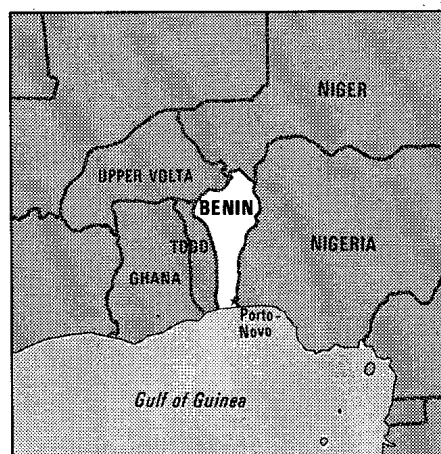 NIGER
UPPER VOLTA
BENIN
TOGO
NIGERIA
GHANA
Porto-
Novo
Gulf of Guinea